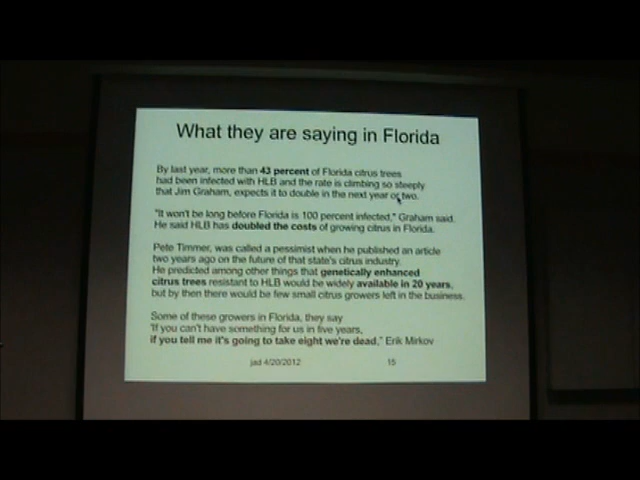 What they are saying in Florida
By last year, more than 43 percent of Florida citrus trees
had been infected with HLB and the rate is climbing so steeply
that Jim Graham, expects it to double in the next year or two.
"It won't be long before Florida is 100 percent infected," Graham said.
He said HLB has doubled the costs of growing citrus in Florida.
Pete Timmer, was called a pessimist when he published an article
two years ago on the future of that state's citrus industry.
He predicted among other things that genetically enhanced
citrus trees resistant to HLB would be widely available in 20 years,
but by then there would be few small citrus growers left in the business.
Some of these growers in Florida, they say
'If you can't have something for us in five years,
if you tell me it's going to take eight we're dead," Erik Mirkov
jad 4/20/2012 15